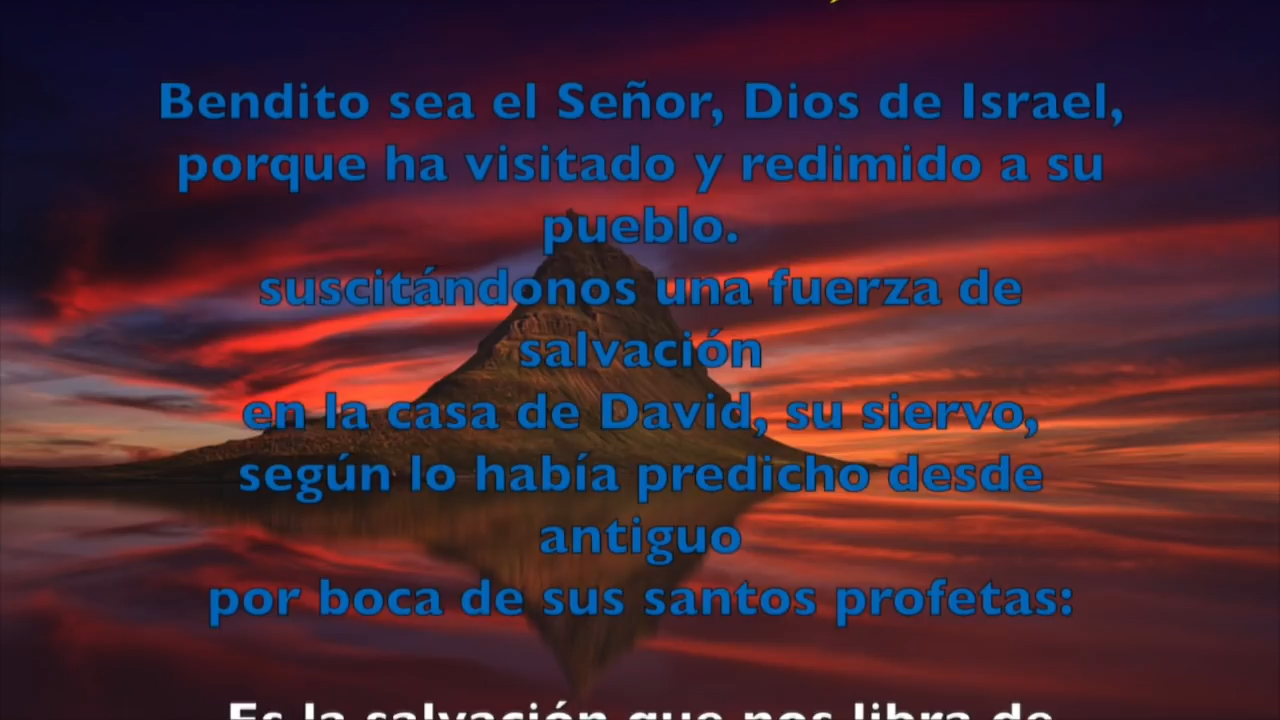 Bendito sea el Señor, Dios de Israel,
porque ha visitado y redimido a su
pueblo.
suscitándonos una fuerza de
salvación
en la casa de David, su siervo,
según lo había predicho desde
antiguo
por boca de sus santos profetas:
Es la salvación que nos libra de